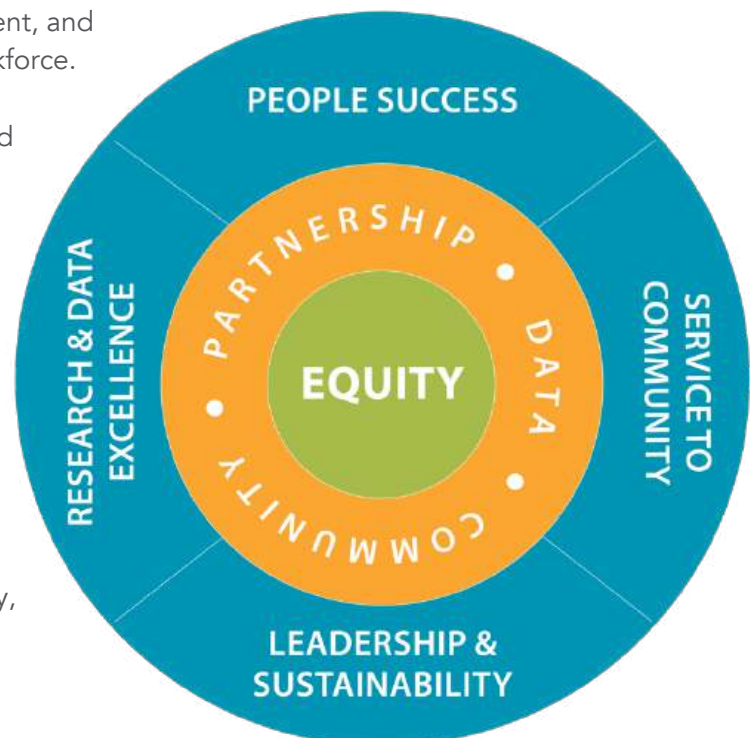 ent, and
kforce.
d
y,
PEOPLE SUCCESS
SERVICE TO
COMMUNITY
LEADERSHIP &
SUSTAINABILITY
RESEARCH & DATA
EXCELLENCE
PARTNERSHIP • DATA • COMMUNITY •
EQUITY